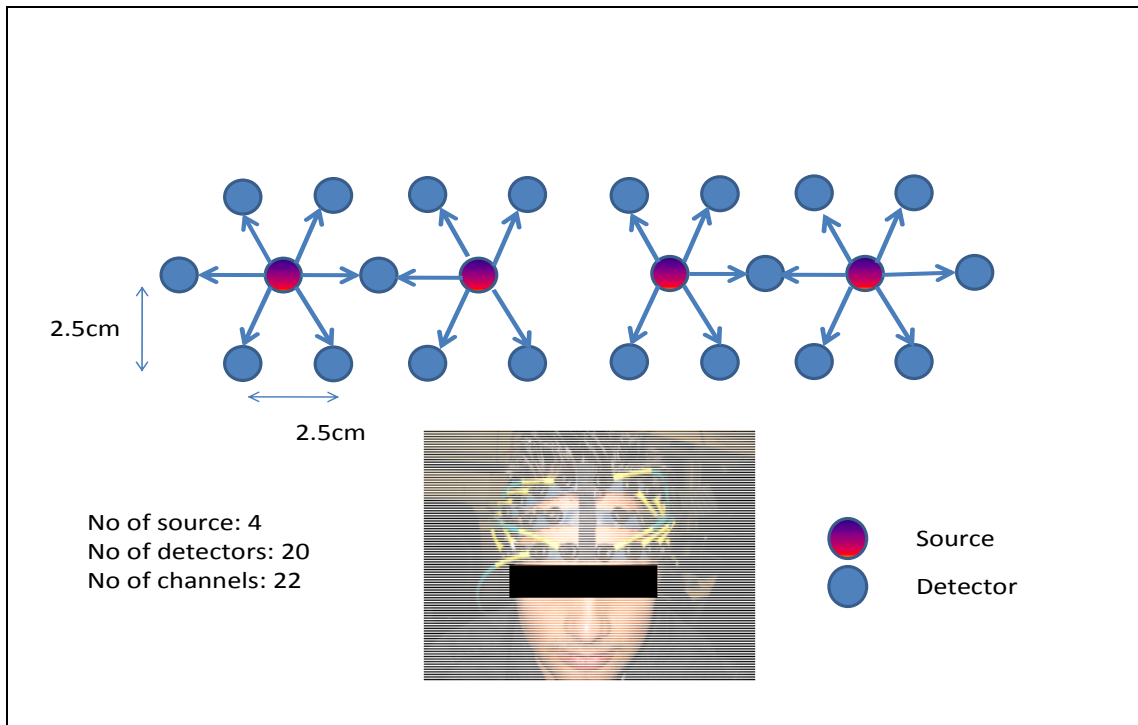 2.5cm
2.5cm
No of source: 4
No of detectors: 20
No of channels: 22
Source
Detector